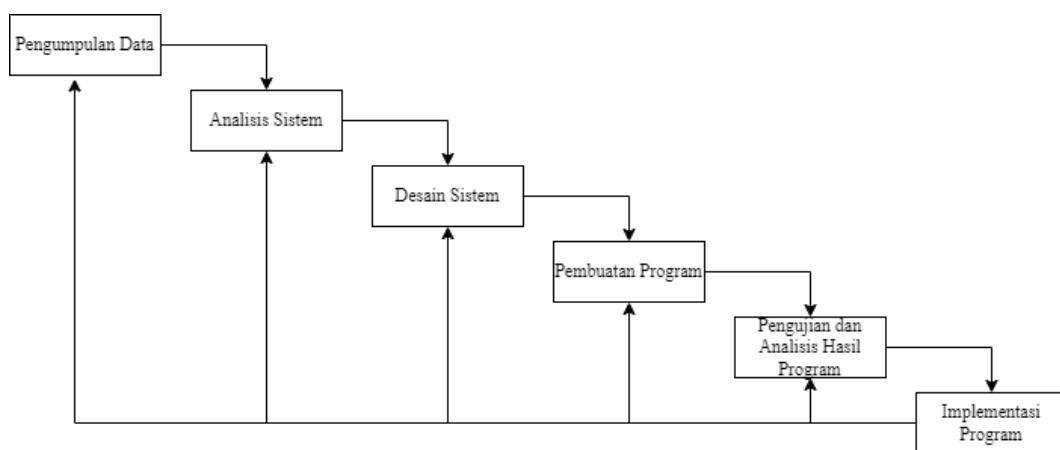 Pengumpulan Data
Analisis Sistem
Desain Sistem
Pembuatan Program
Pengujian dan
Analisis Hasil
Program
Implementasi
Program